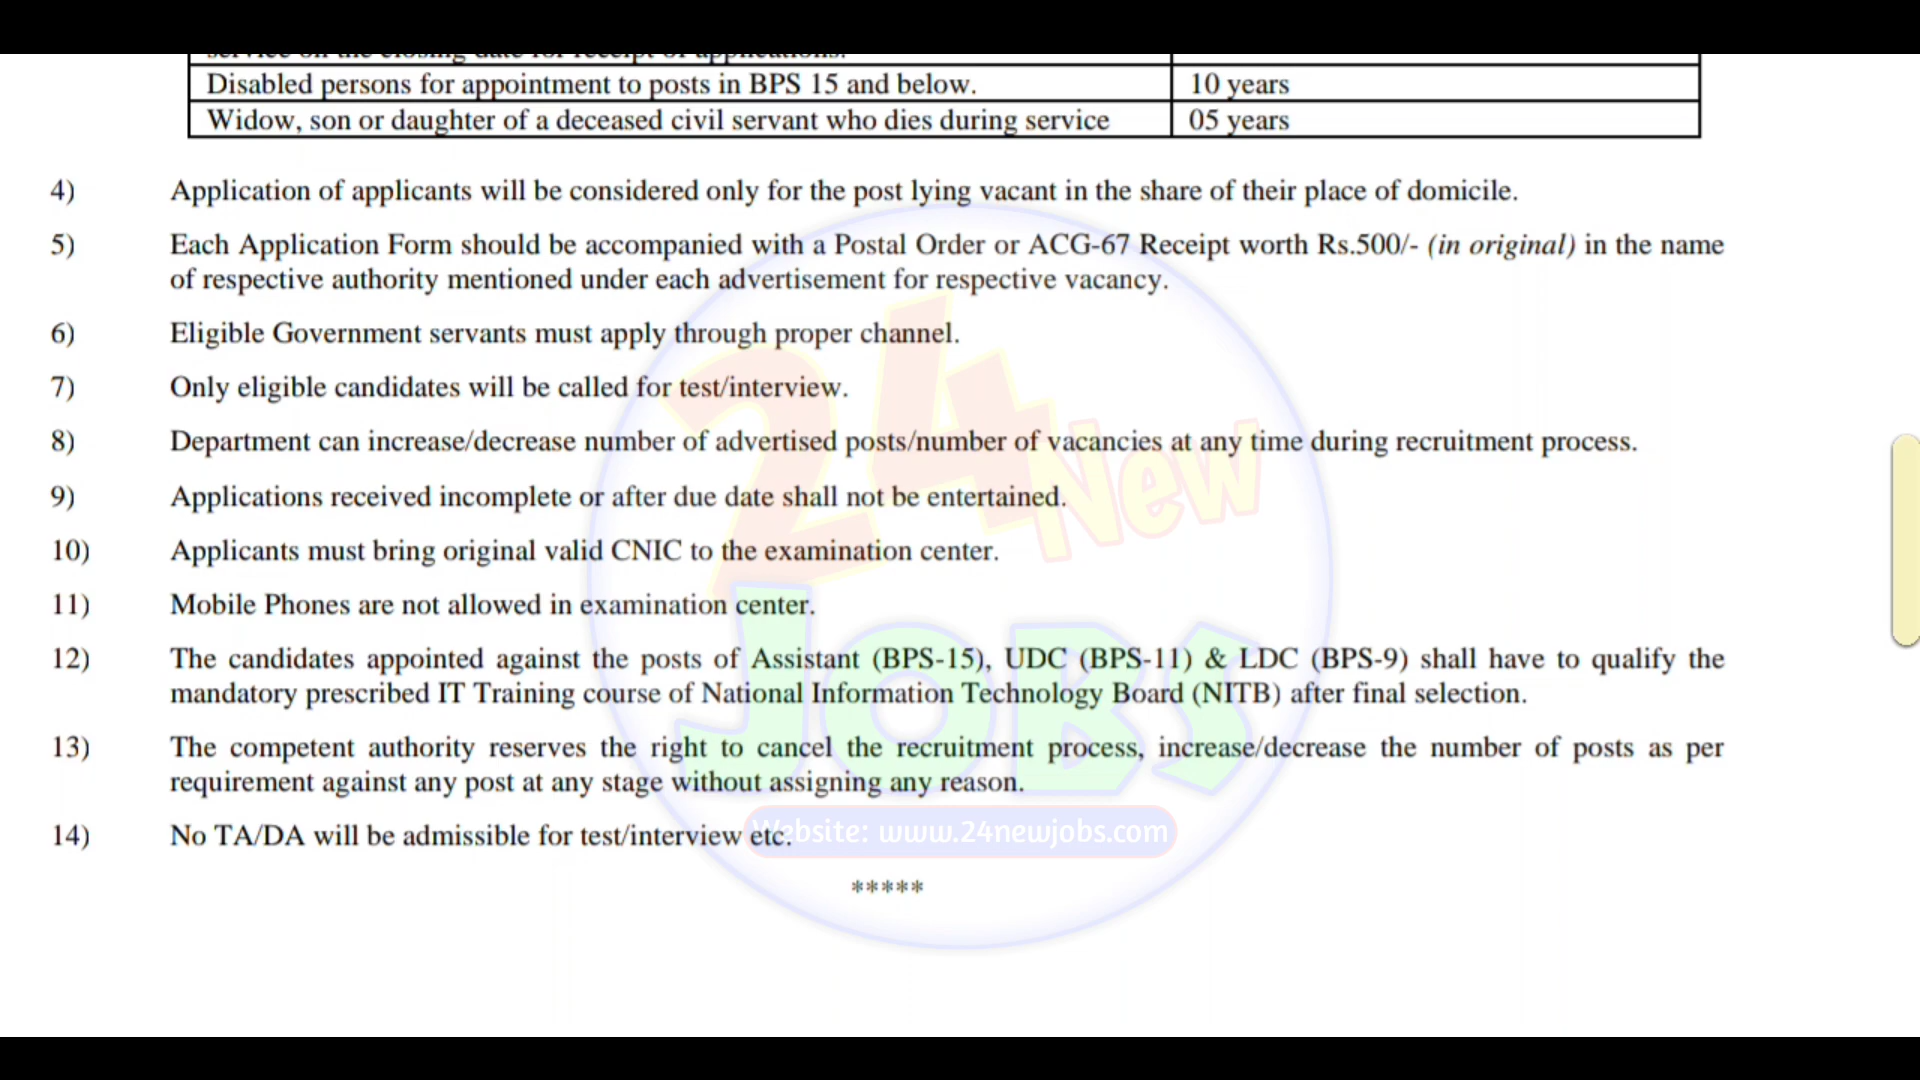 service on the closing date for receipt of applications.
Disabled persons for appointment to posts in BPS 15 and below. 10 years
Widow, son or daughter of a deceased civil servant who dies during service 05 years
4) Application of applicants will be considered only for the post lying vacant in the share of their place of domicile.
5) Each Application Form should be accompanied with a Postal Order or ACG-67 Receipt worth Rs.500/- (in original) in the name
of respective authority mentioned under each advertisement for respective vacancy.
6) Eligible Government servants must apply through proper channel.
7) Only eligible candidates will be called for test/interview.
8) Department can increase/decrease number of advertised posts/number of vacancies at any time during recruitment process.
9) Applications received incomplete or after due date shall not be entertained.
10) Applicants must bring original valid CNIC to the examination center.
11) Mobile Phones are not allowed in examination center.
12) The candidates appointed against the posts of Assistant (BPS-15), UDC (BPS-11) & LDC (BPS-9) shall have to qualify the
mandatory prescribed IT Training course of National Information Technology Board (NITB) after final selection.
13) The competent authority reserves the right to cancel the recruitment process, increase/decrease the number of posts as per
requirement against any post at any stage without assigning any reason.
14) No TA/DA will be admissible for test/interview etc.
*****
24 New
JOBS
Website: www.24newjobs.com